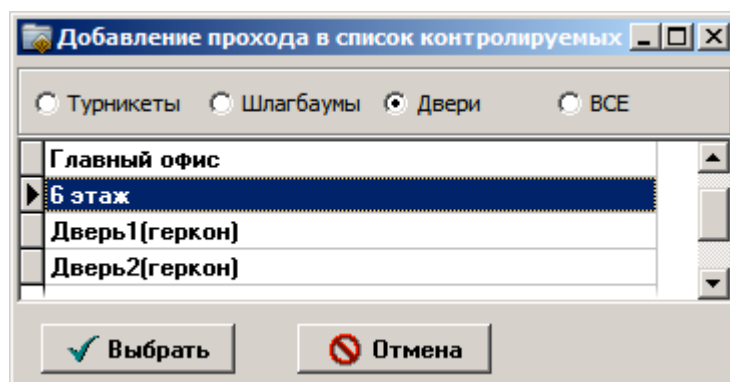 Добавление прохода в список контролируемых
Турникеты Шлагбаумы Двери ВСЕ
Главный офис
6 этаж
Дверь1(геркон)
Дверь2(геркон)
Выбрать Отмена